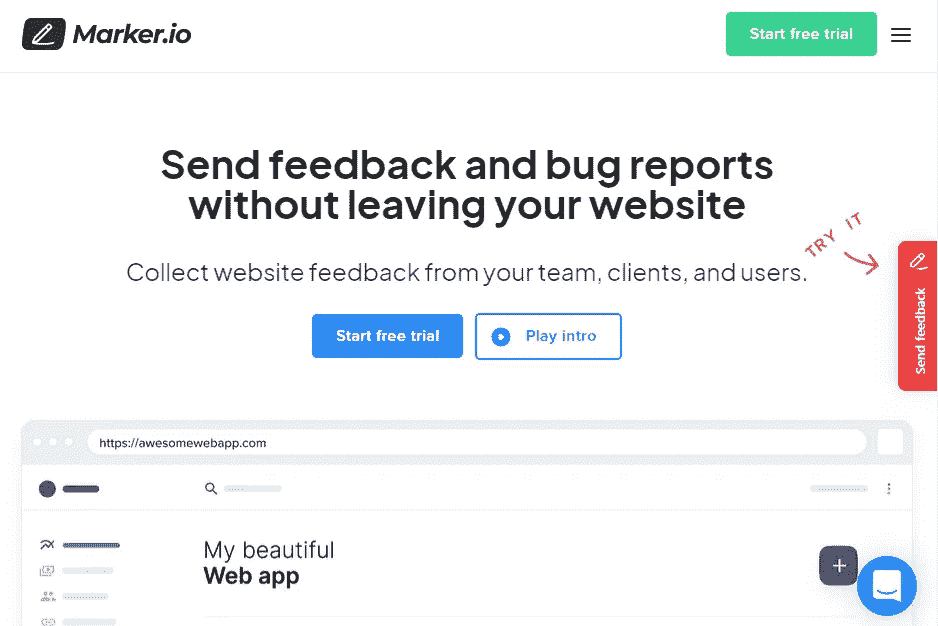 Marker.io
Start free trial
Send feedback and bug reports
without leaving your website
TRY IT
Collect website feedback from your team, clients, and users.
Send feedback
Start free trial
Play intro
https://awesomewebapp.com
My beautiful
Web app